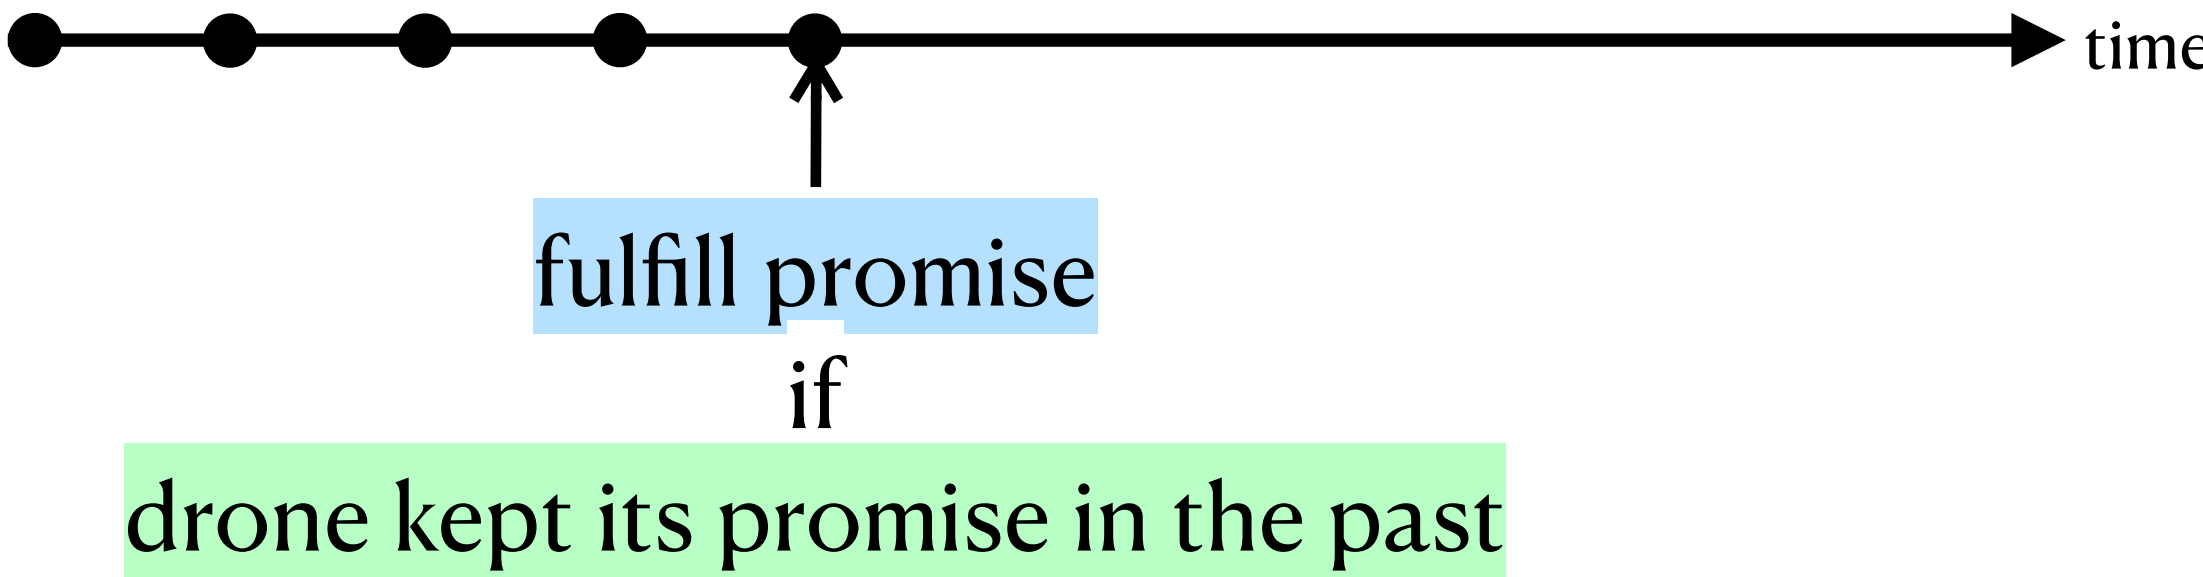 time
fulfill promise
if
drone kept its promise in the past